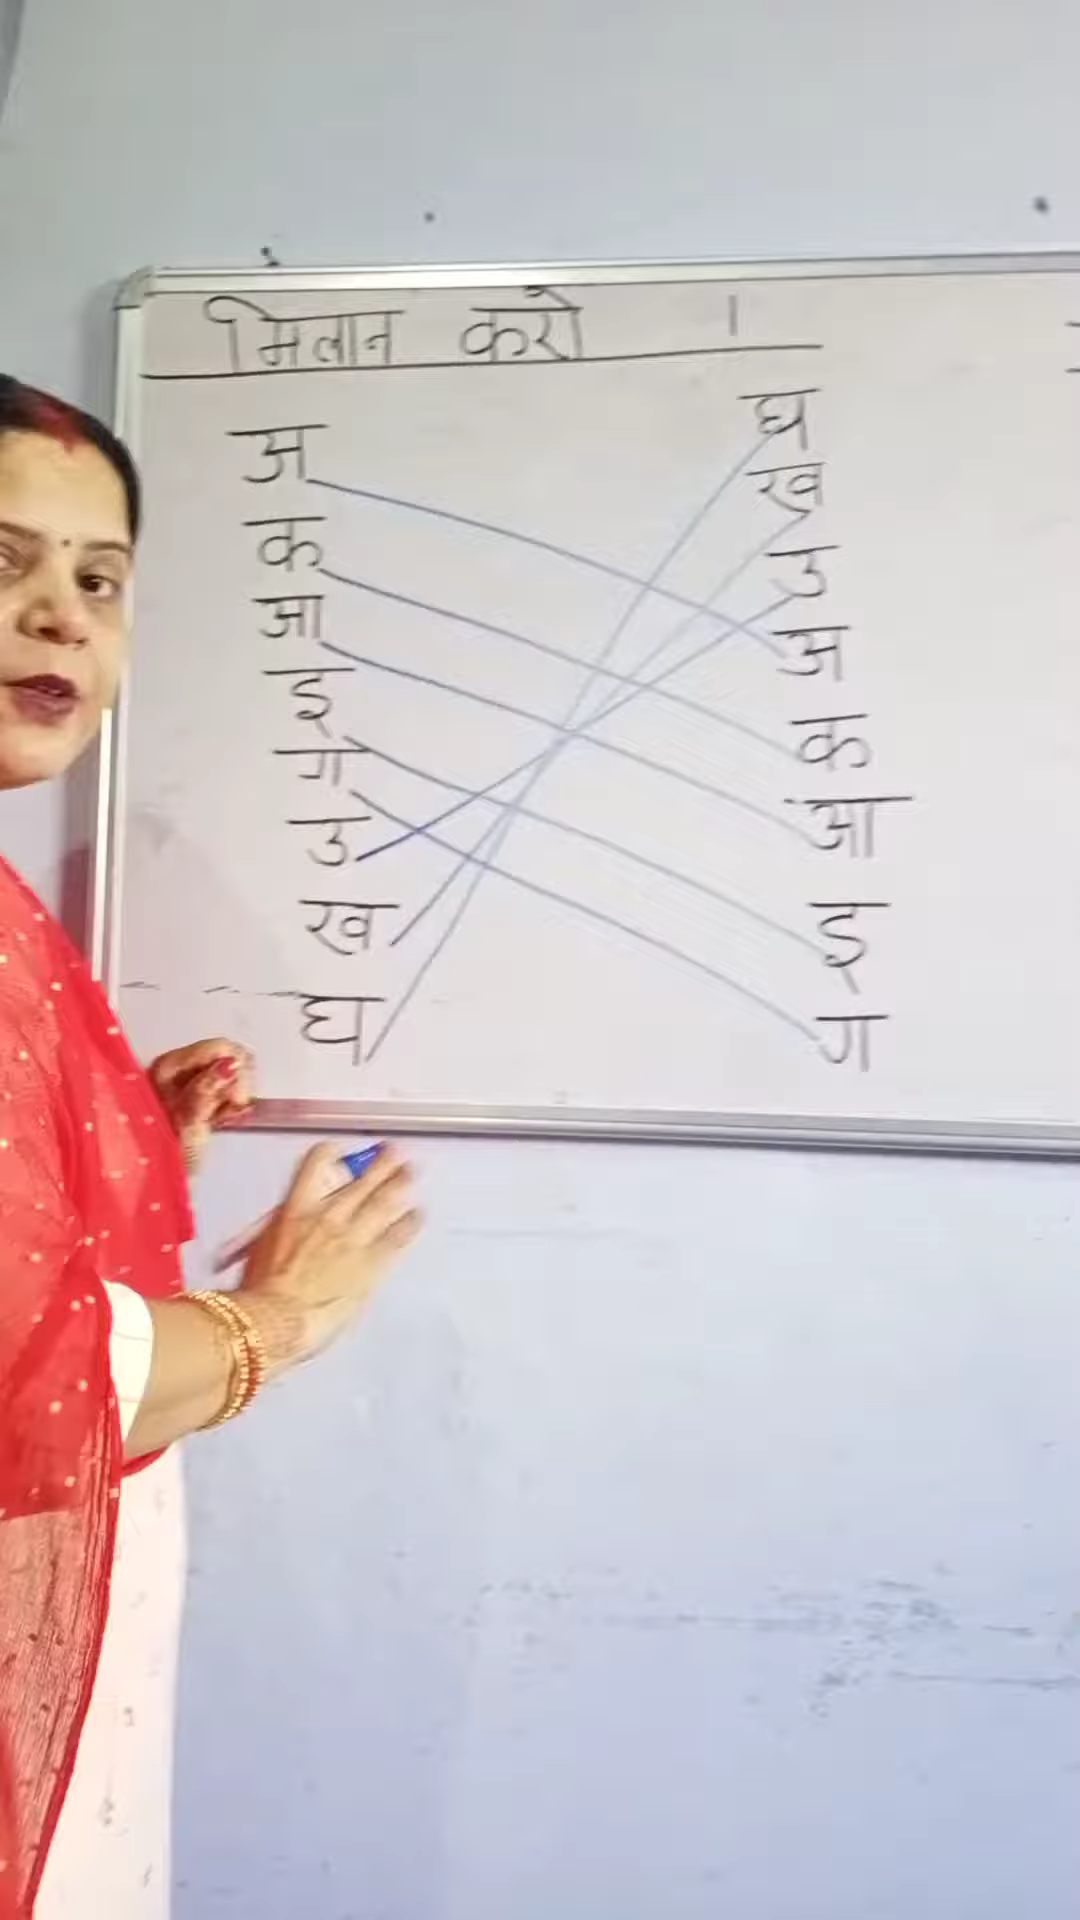 मिलान करो ।
अ घ
क ख
आ उ
इ अ
ग क
उ आ
ख इ
घ ग